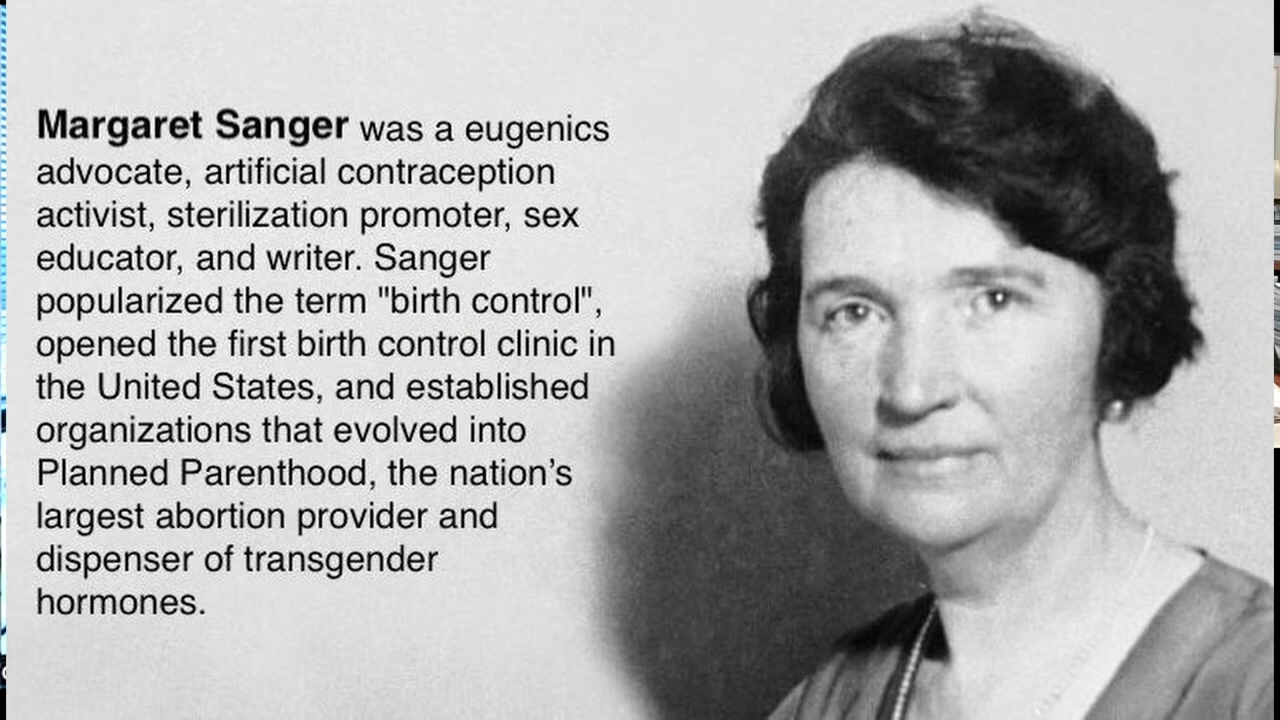 Margaret Sanger was a eugenics
advocate, artificial contraception
activist, sterilization promoter, sex
educator, and writer. Sanger
popularized the term "birth control",
opened the first birth control clinic in
the United States, and established
organizations that evolved into
Planned Parenthood, the nation’s
largest abortion provider and
dispenser of transgender
hormones.